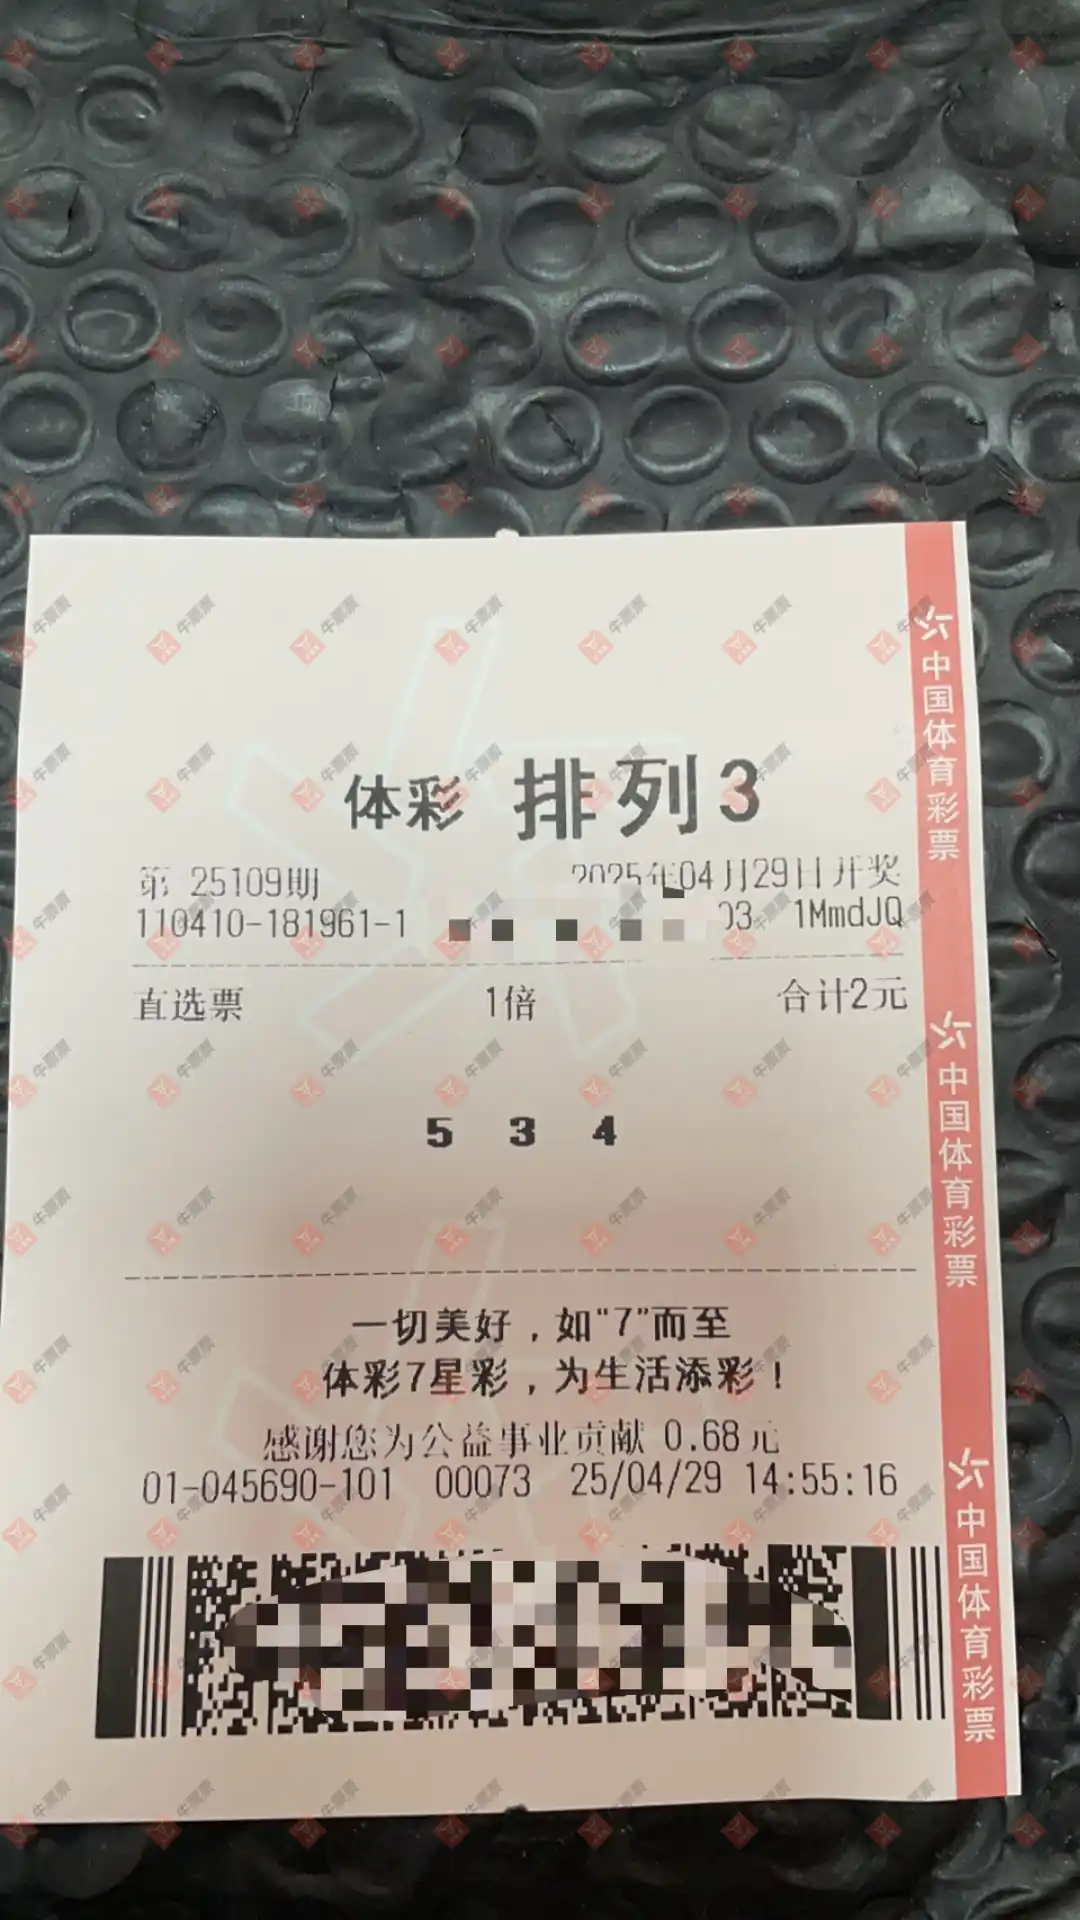 体彩 排列3
第 25109期 2025年04月29日开奖
110410-181961-1 03 1MmdJQ
直选票 1倍 合计2元
5 3 4
一切美好，如“7”而至
体彩7星彩，为生活添彩！
感谢您为公益事业贡献 0.68元
01-045690-101 00073 25/04/29 14:55:16
中国体育彩票
中国体育彩票
中国体育彩票